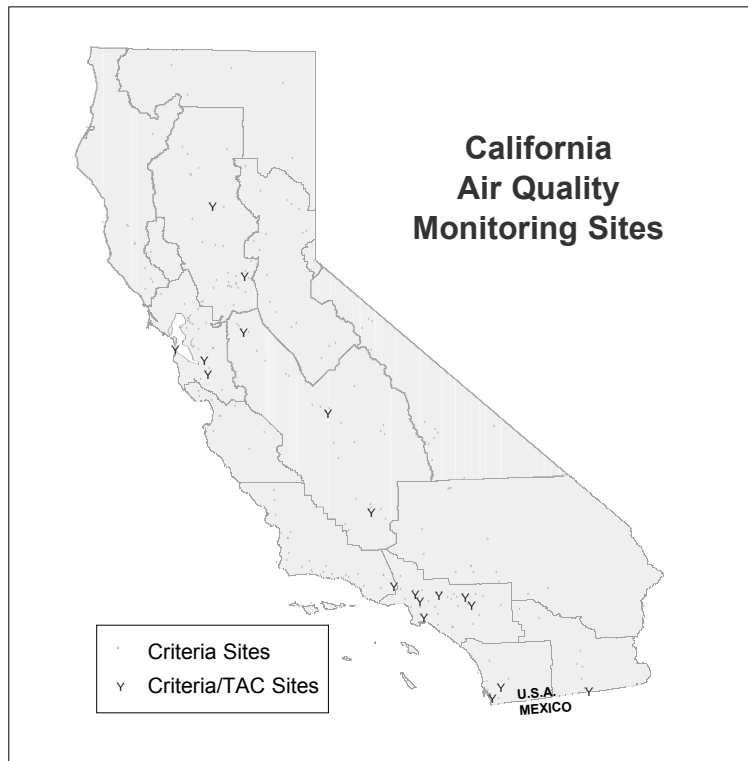 California
Air Quality
Monitoring Sites
Criteria Sites
Y Criteria/TAC Sites
U.S.A.
MEXICO